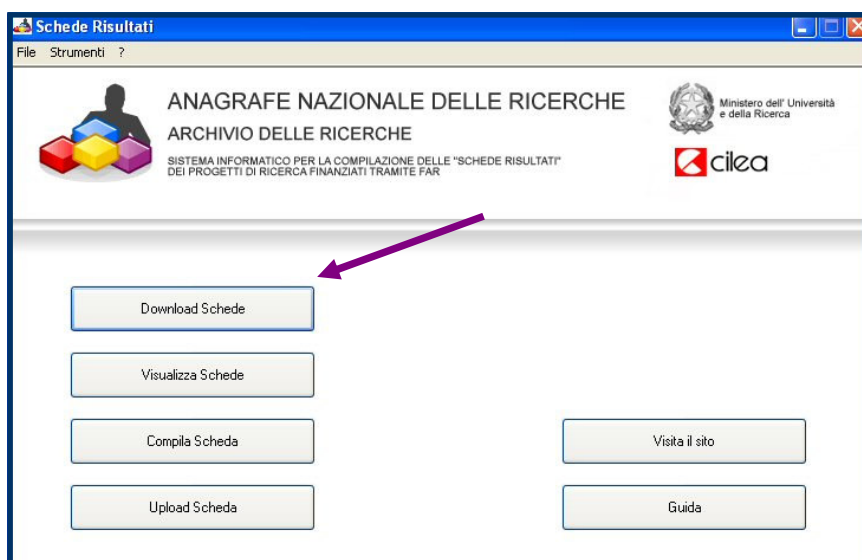 Schede Risultati
File Strumenti ?
ANAGRAFE NAZIONALE DELLE RICERCHE
ARCHIVIO DELLE RICERCHE
SISTEMA INFORMATICO PER LA COMPILAZIONE DELLE "SCHEDE RISULTATI"
DEI PROGETTI DI RICERCA FINANZIATI TRAMITE FAR
Ministero dell' Università
e della Ricerca
cilea
Download Schede
Visualizza Schede
Compila Scheda
Visita il sito
Upload Scheda
Guida